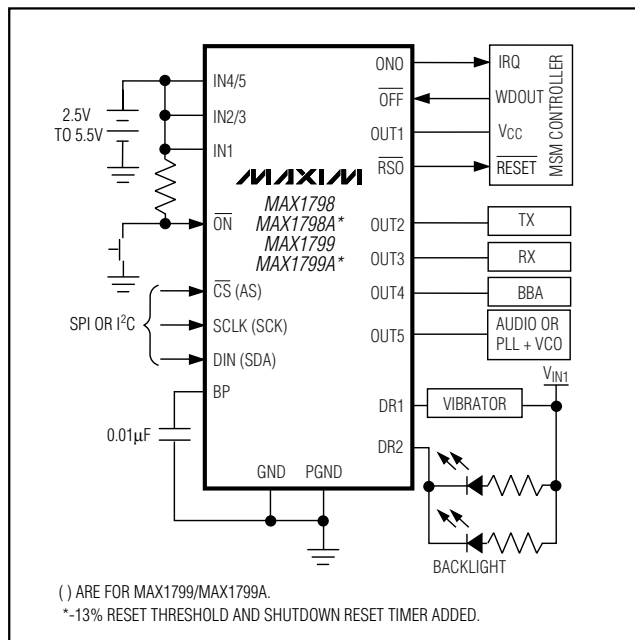 IN4/5
IN2/3
IN1
2.5V
TO 5.5V
ON
CS (AS)
SCLK (SCK)
DIN (SDA)
SPI OR I²C
BP
0.01µF
GND
PGND
MAXIM
MAX1798
MAX1798A*
MAX1799
MAX1799A*
ONO
OFF
OUT1
RSO
OUT2
OUT3
OUT4
OUT5
DR1
DR2
IRQ
WDOUT
VCC
RESET
MSM CONTROLLER
TX
RX
BBA
AUDIO OR
PLL + VCO
VIN1
VIBRATOR
BACKLIGHT
( ) ARE FOR MAX1799/MAX1799A.
*-13% RESET THRESHOLD AND SHUTDOWN RESET TIMER ADDED.